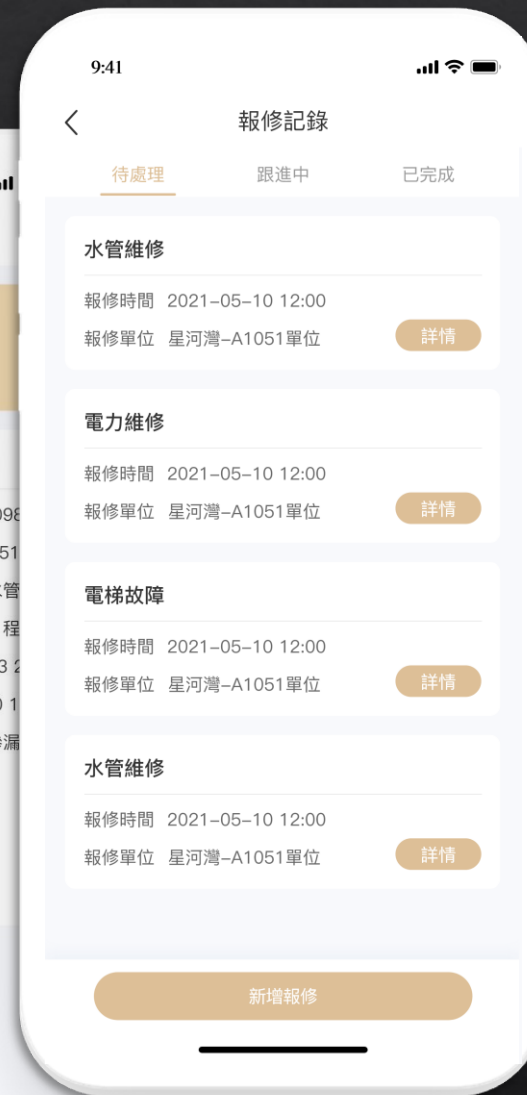 9:41
報修記錄
待處理 跟進中 已完成
水管維修
報修時間 2021-05-10 12:00
報修單位 星河灣-A1051單位
詳情
電力維修
報修時間 2021-05-10 12:00
報修單位 星河灣-A1051單位
詳情
電梯故障
報修時間 2021-05-10 12:00
報修單位 星河灣-A1051單位
詳情
水管維修
報修時間 2021-05-10 12:00
報修單位 星河灣-A1051單位
詳情
新增報修
51
管
程
漏